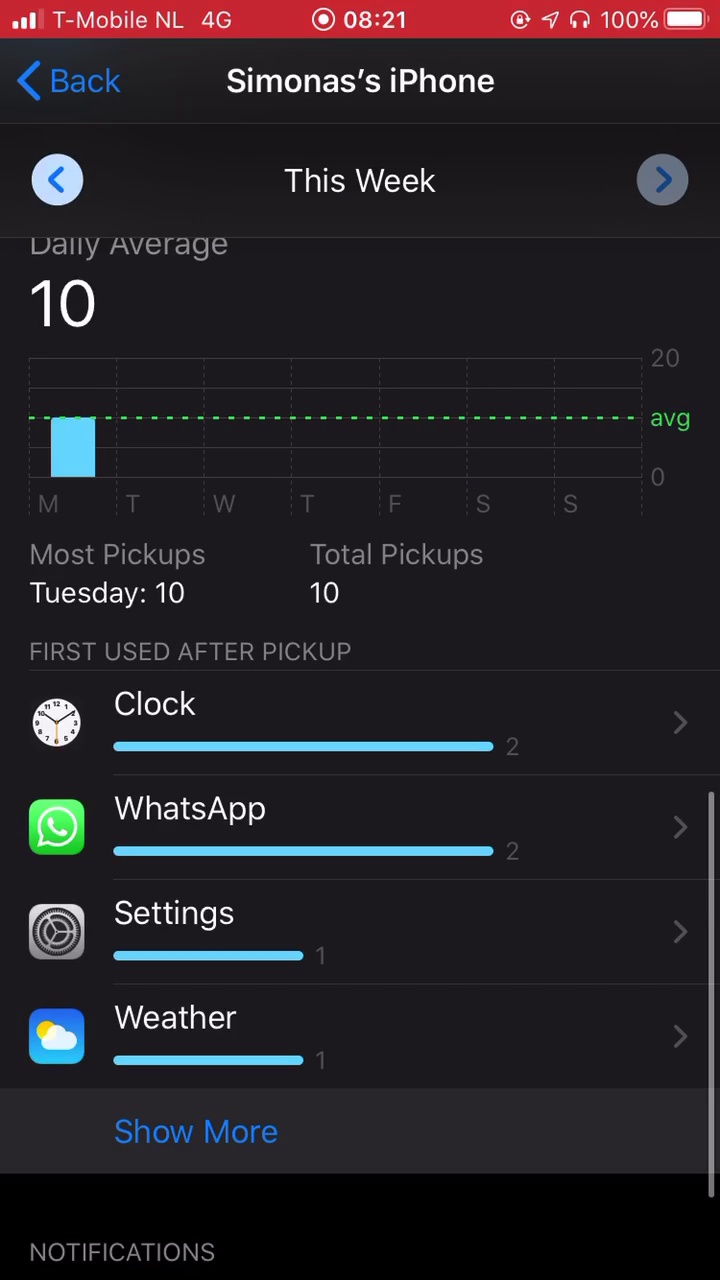 T-Mobile NL 4G 08:21 100%
Back Simonas's iPhone
This Week
Daily Average
10
20
avg
0
M T W T F S S
Most Pickups Total Pickups
Tuesday: 10 10
FIRST USED AFTER PICKUP
Clock
2
WhatsApp
2
Settings
1
Weather
1
Show More
NOTIFICATIONS